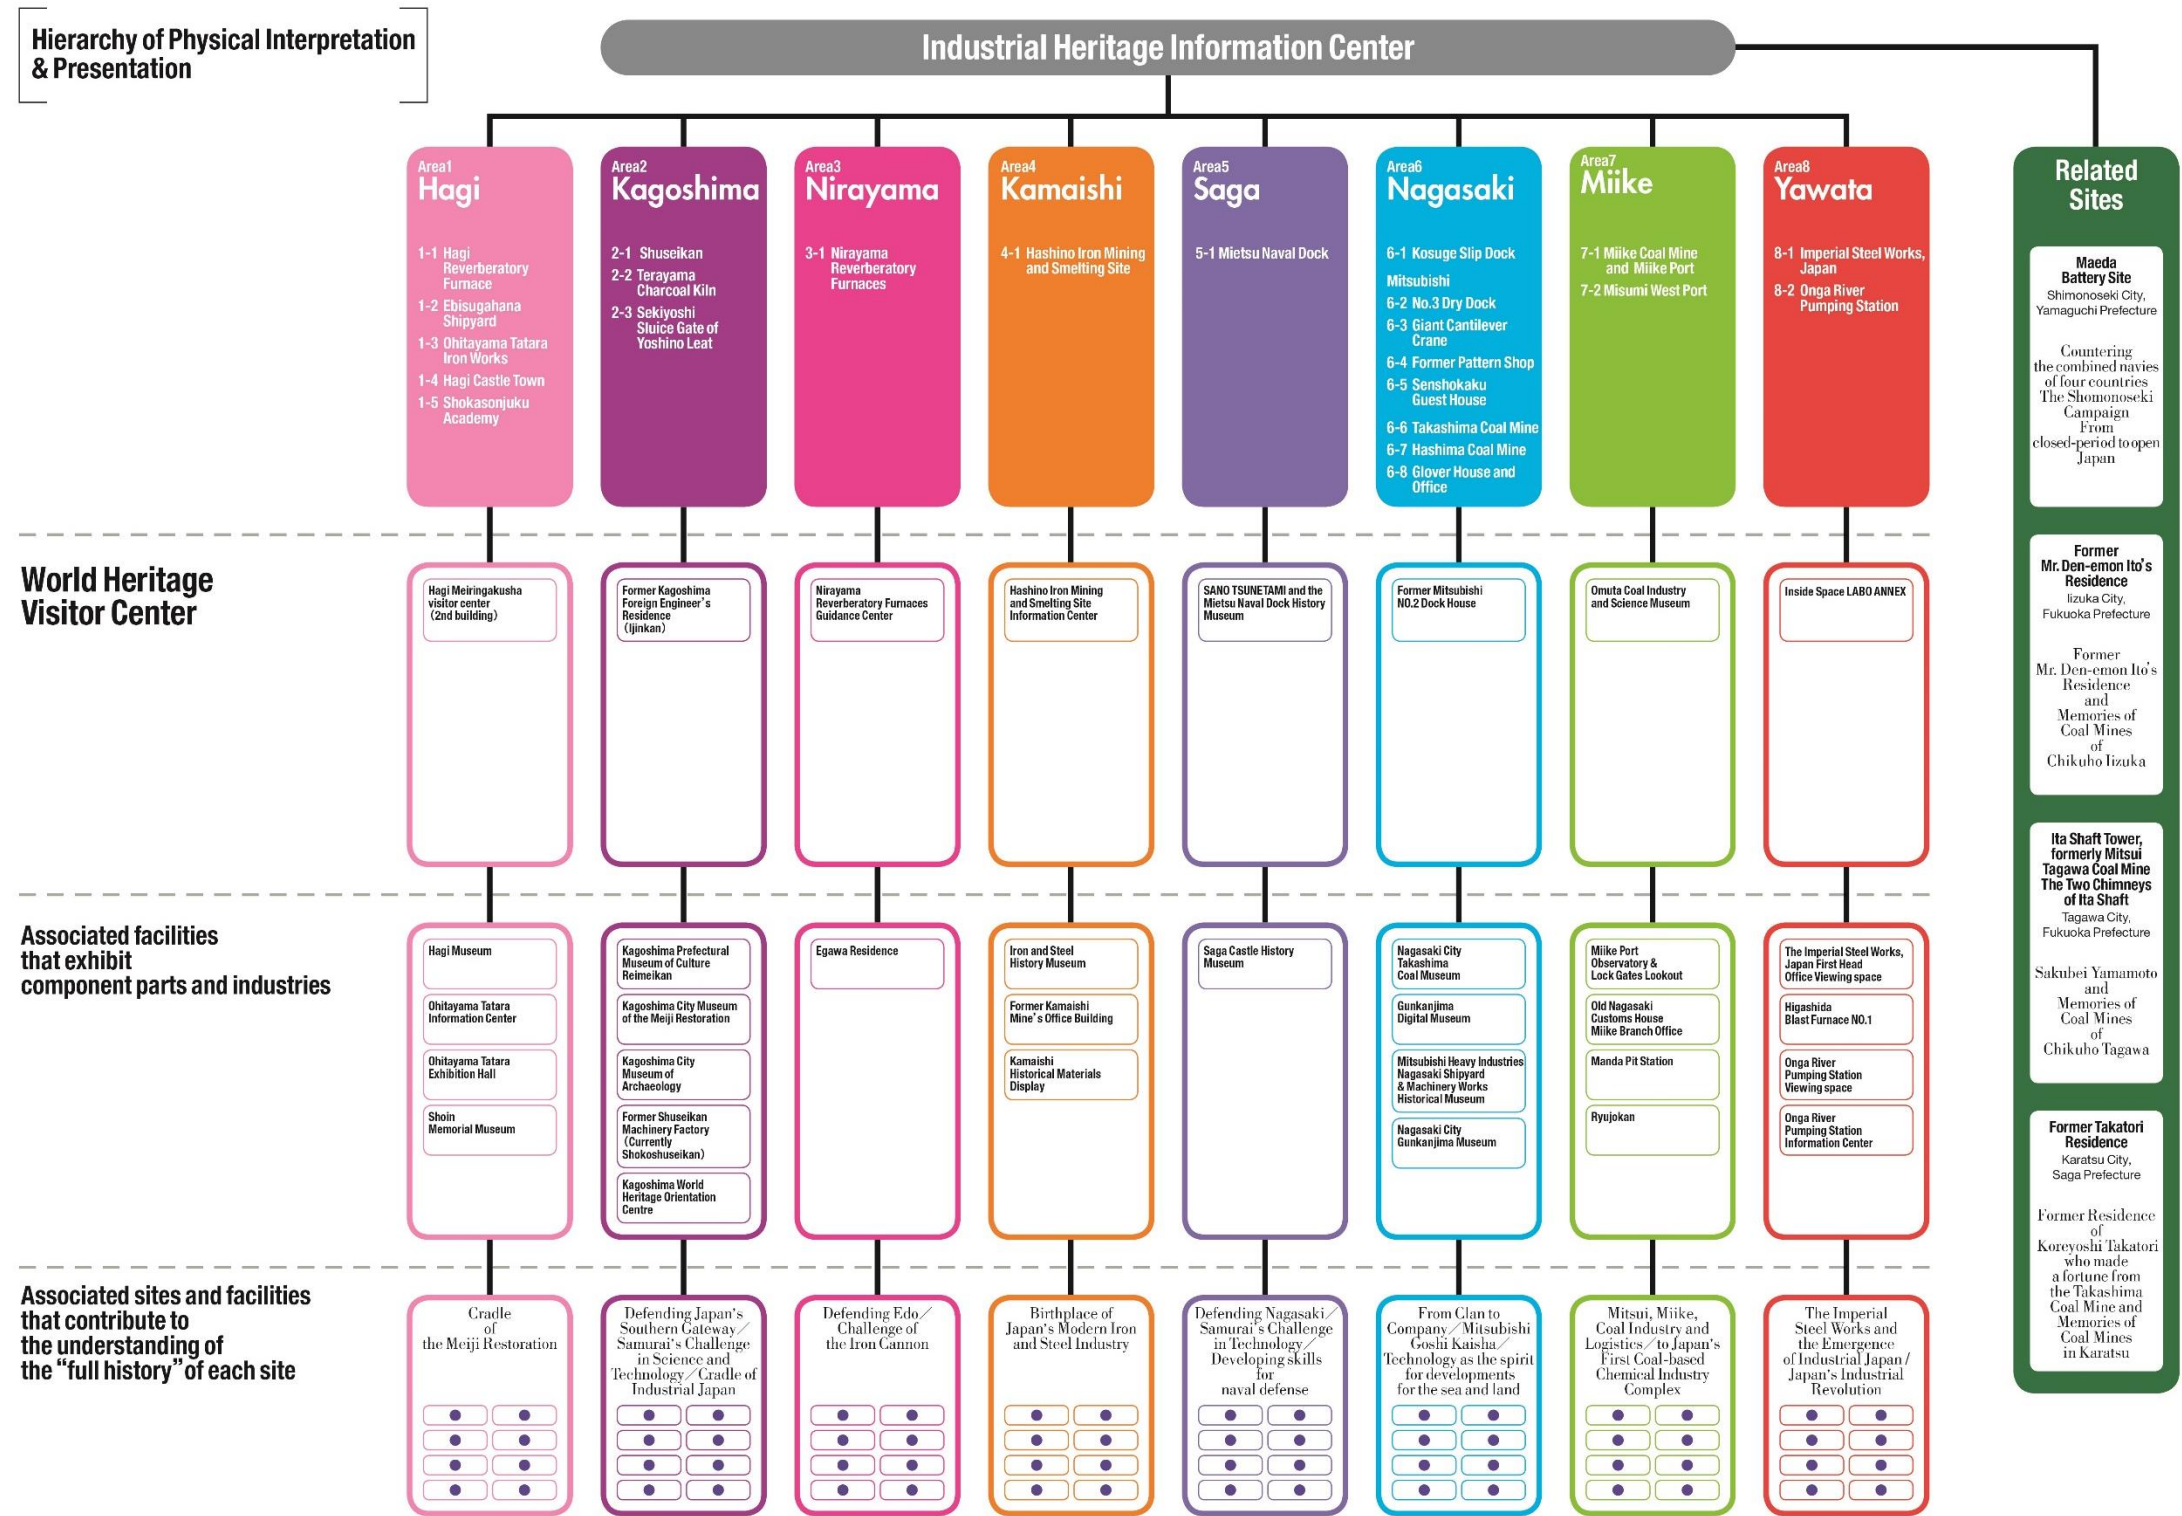 Hierarchy of Physical Interpretation
& Presentation
Industrial Heritage Information Center
Area1
Hagi
1-1 Hagi
Reverberatory
Furnace
1-2 Ebisugahana
Shipyard
1-3 Ohitayama Tatara
Iron Works
1-4 Hagi Castle Town
1-5 Shokasonjuku
Academy
Area2
Kagoshima
2-1 Shuseikan
2-2 Terayama
Charcoal Kiln
2-3 Sekiyoshi
Sluice Gate of
Yoshino Leat
Area3
Nirayama
3-1 Nirayama
Reverberatory
Furnaces
Area4
Kamaishi
4-1 Hashino Iron Mining
and Smelting Site
Area5
Saga
5-1 Mietsu Naval Dock
Area6
Nagasaki
6-1 Kosuge Slip Dock
Mitsubishi
6-2 No.3 Dry Dock
6-3 Giant Cantilever
Crane
6-4 Former Pattern Shop
6-5 Senshokaku
Guest House
6-6 Takashima Coal Mine
6-7 Hashima Coal Mine
6-8 Glover House and
Office
Area7
Miike
7-1 Miike Coal Mine
and Miike Port
7-2 Misumi West Port
Area8
Yawata
8-1 Imperial Steel Works,
Japan
8-2 Onga River
Pumping Station
World Heritage
Visitor Center
Hagi Meiringakusha
visitor center
(2nd building)
Former Kagoshima
Foreign Engineer's
Residence
(Ijinkan)
Nirayama
Reverberatory Furnaces
Guidance Center
Hashino Iron Mining
and Smelting Site
Information Center
SANO TSUNETAMI and the
Mietsu Naval Dock History
Museum
Former Mitsubishi
NO.2 Dock House
Omuta Coal Industry
and Science Museum
Inside Space LABO ANNEX
Associated facilities
that exhibit
component parts and industries
Hagi Museum
Ohitayama Tatara
Information Center
Ohitayama Tatara
Exhibition Hall
Shoin
Memorial Museum
Kagoshima Prefectural
Museum of Culture
Reimeikan
Kagoshima City Museum
of the Meiji Restoration
Kagoshima City
Museum of
Archaeology
Former Shuseikan
Machinery Factory
(Currently
Shokoshuseikan)
Kagoshima World
Heritage Orientation
Centre
Egawa Residence
Iron and Steel
History Museum
Former Kamaishi
Mine's Office Building
Kamaishi
Historical Materials
Display
Saga Castle History
Museum
Nagasaki City
Takashima
Coal Museum
Gunkanjima
Digital Museum
Mitsubishi Heavy Industries
Nagasaki Shipyard
& Machinery Works
Historical Museum
Nagasaki City
Gunkanjima Museum
Miike Port
Observatory &
Lock Gates Lookout
Old Nagasaki
Customs House
Miike Branch Office
Manda Pit Station
Ryujokan
The Imperial Steel Works,
Japan First Head
Office Viewing space
Higashida
Blast Furnace NO.1
Onga River
Pumping Station
Viewing space
Onga River
Pumping Station
Information Center
Associated sites and facilities
that contribute to
the understanding of
the "full history" of each site
Cradle
of
the Meiji Restoration
Defending Japan's
Southern Gateway/
Samurai's Challenge
in Science and
Technology/Cradle of
Industrial Japan
Defending Edo/
Challenge of
the Iron Cannon
Birthplace of
Japan's Modern Iron
and Steel Industry
Defending Nagasaki/
Samurai's Challenge
in Technology/
Developing skills
for
naval defense
From Clan to
Company/Mitsubishi
Goshi Kaisha/
Technology as the spirit
for developments
for the sea and land
Mitsui, Miike,
Coal Industry and
Logistics/to Japan's
First Coal-based
Chemical Industry
Complex
The Imperial
Steel Works and
the Emergence
of Industrial Japan/
Japan's Industrial
Revolution
Related
Sites
Maeda
Battery Site
Shimonoseki City,
Yamaguchi Prefecture
Countering
the combined navies
of four countries
The Shomonoseki
Campaign
From
closed-period to open
Japan
Former
Mr. Den-emon Ito's
Residence
Iizuka City,
Fukuoka Prefecture
Former
Mr. Den-emon Ito's
Residence
and
Memories of
Coal Mines
of
Chikuho Iizuka
Ita Shaft Tower,
formerly Mitsui
Tagawa Coal Mine
The Two Chimneys
of Ita Shaft
Tagawa City,
Fukuoka Prefecture
Sakubei Yamamoto
and
Memories of
Coal Mines
of
Chikuho Tagawa
Former Takatori
Residence
Karatsu City,
Saga Prefecture
Former Residence
of
Koreyoshi Takatori
who made
a fortune from
the Takashima
Coal Mine and
Memories of
Coal Mines
in Karatsu